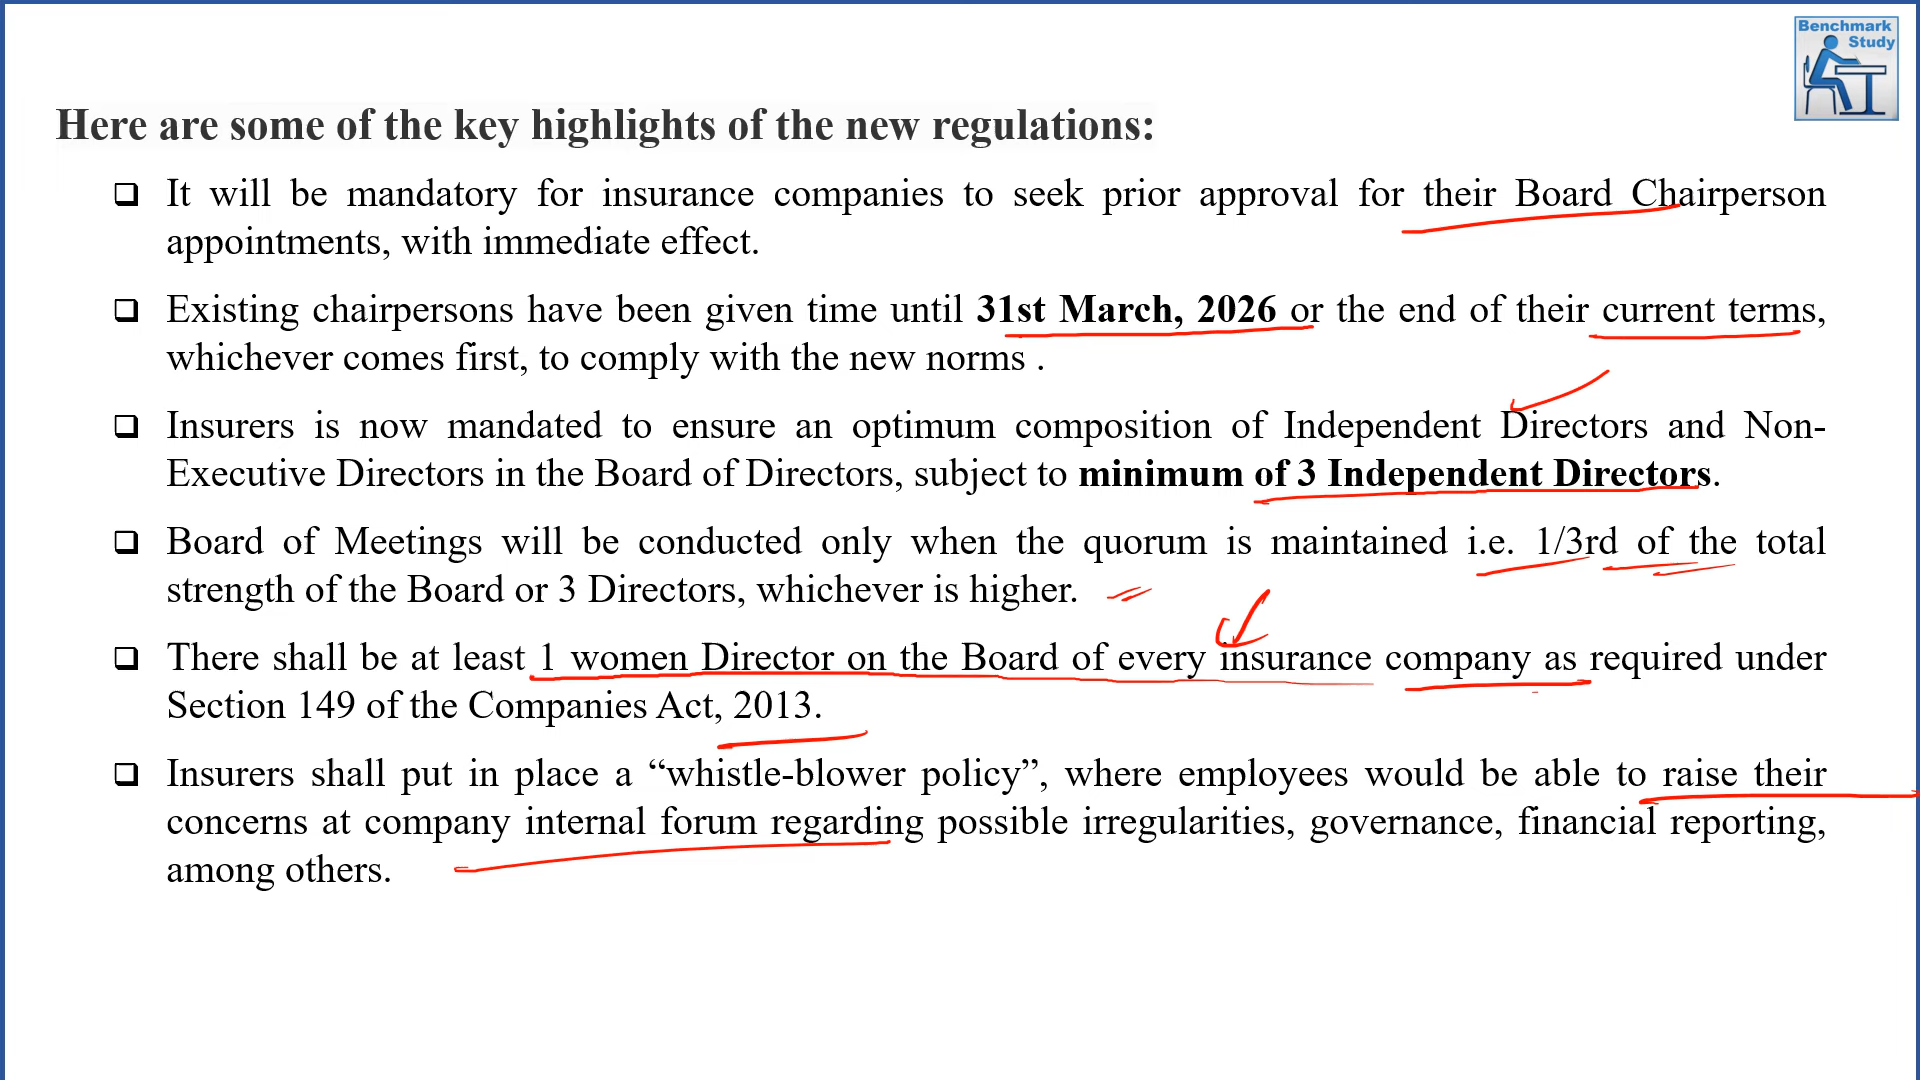 Benchmark
Study
Here are some of the key highlights of the new regulations:
It will be mandatory for insurance companies to seek prior approval for their Board Chairperson
appointments, with immediate effect.
Existing chairpersons have been given time until 31st March, 2026 or the end of their current terms,
whichever comes first, to comply with the new norms .
Insurers is now mandated to ensure an optimum composition of Independent Directors and Non-
Executive Directors in the Board of Directors, subject to minimum of 3 Independent Directors.
Board of Meetings will be conducted only when the quorum is maintained i.e. 1/3rd of the total
strength of the Board or 3 Directors, whichever is higher.
There shall be at least 1 women Director on the Board of every insurance company as required under
Section 149 of the Companies Act, 2013.
Insurers shall put in place a “whistle-blower policy”, where employees would be able to raise their
concerns at company internal forum regarding possible irregularities, governance, financial reporting,
among others.